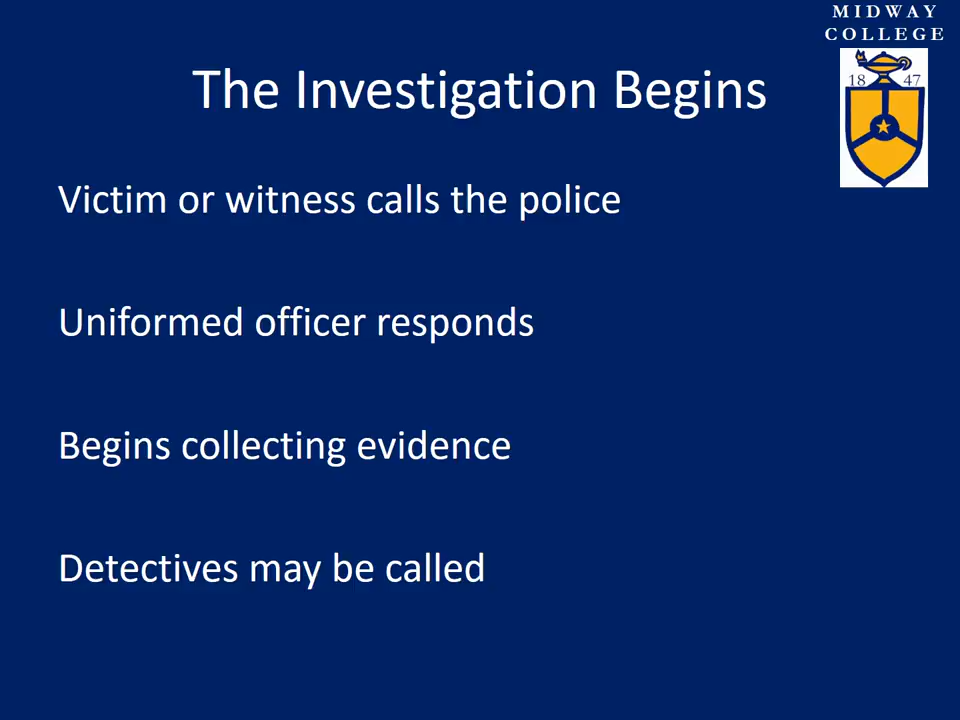 MIDWAY
COLLEGE
18 47
The Investigation Begins
Victim or witness calls the police
Uniformed officer responds
Begins collecting evidence
Detectives may be called